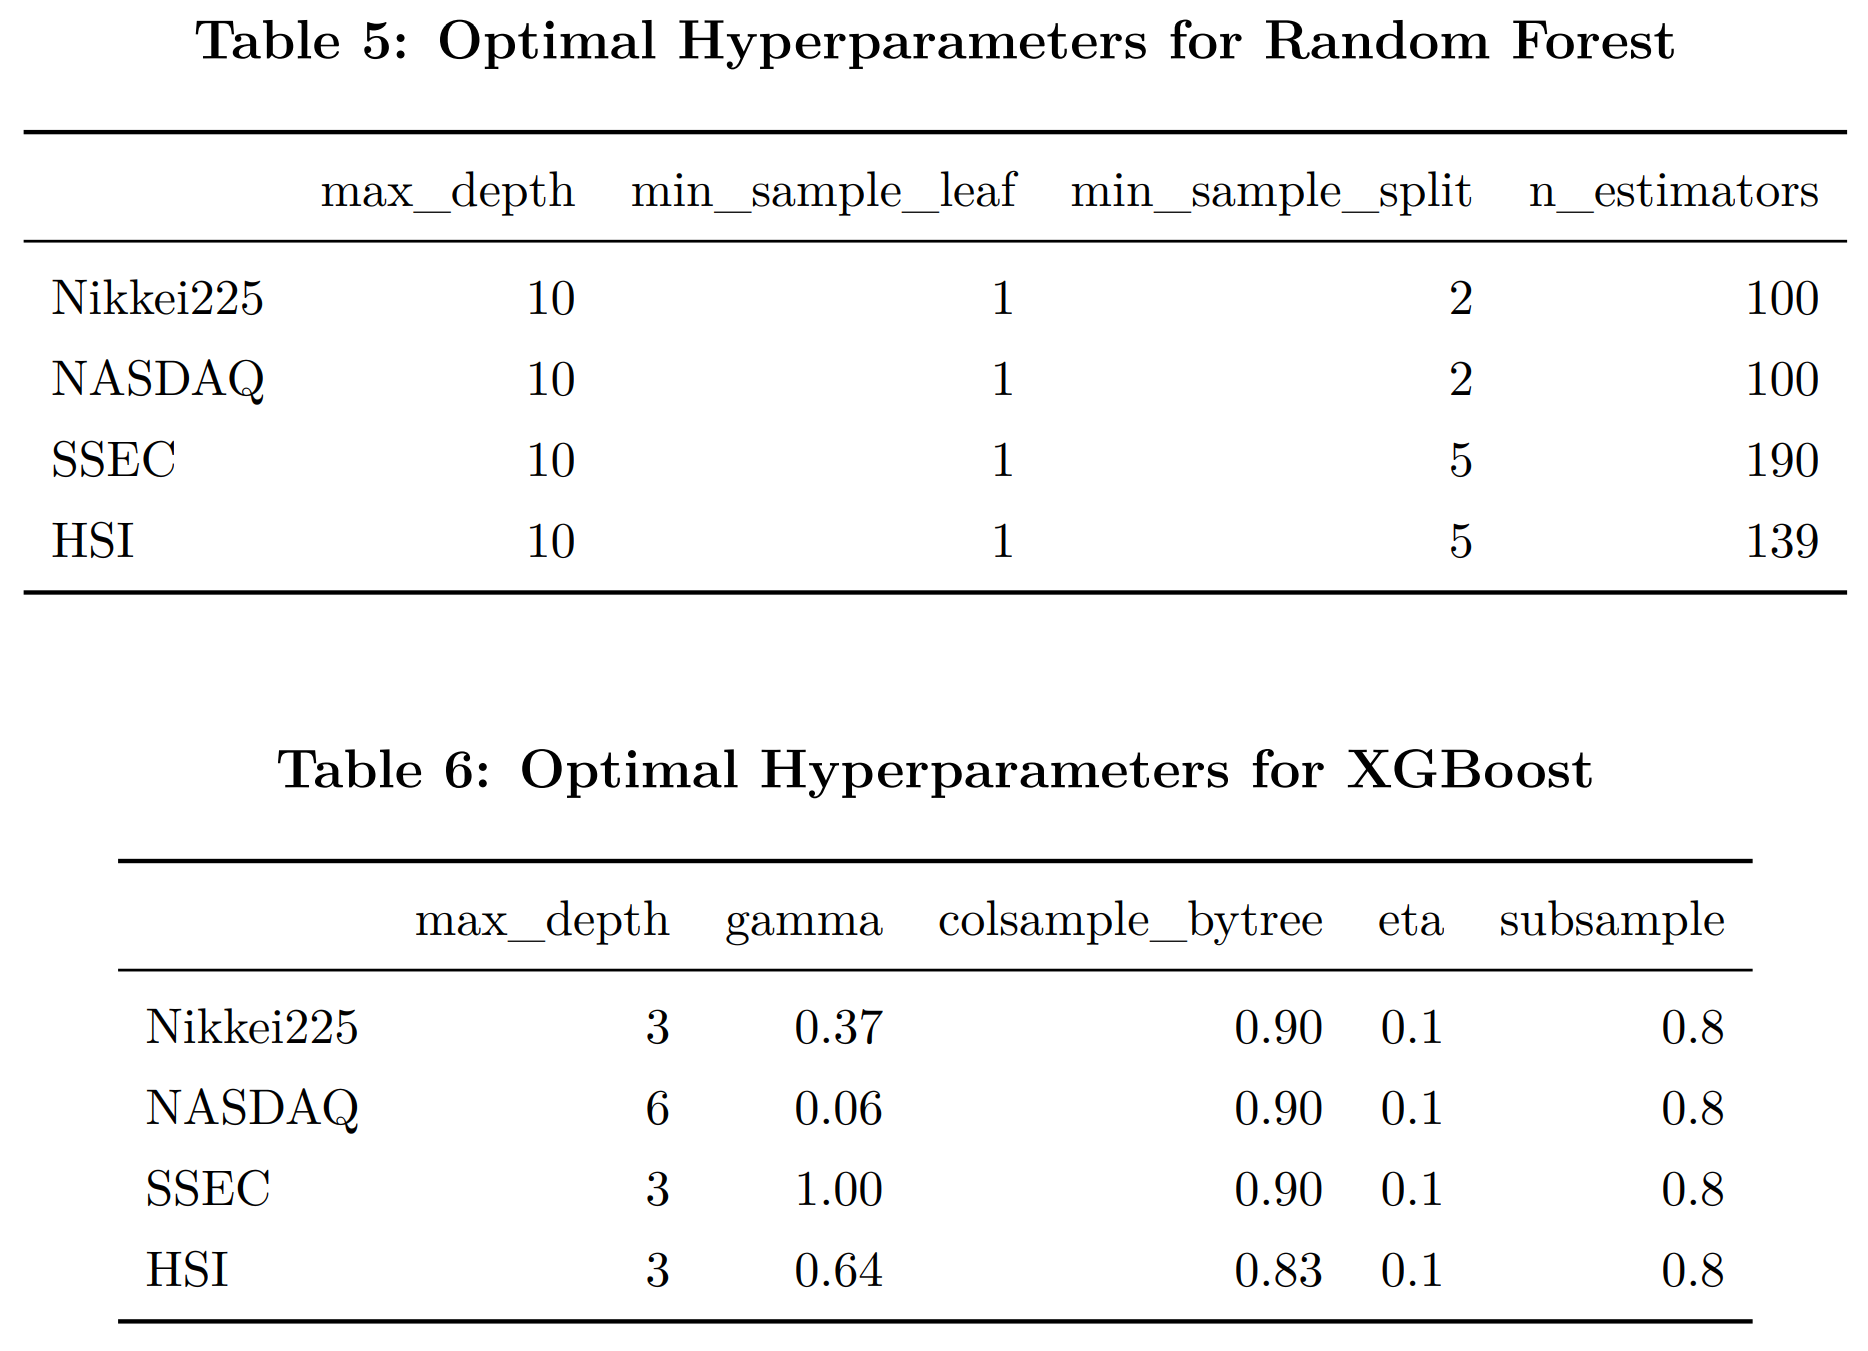 Table 5: Optimal Hyperparameters for Random Forest
max_depth min_sample_leaf min_sample_split n_estimators
Nikkei225 10 1 2 100
NASDAQ 10 1 2 100
SSEC 10 1 5 190
HSI 10 1 5 139
Table 6: Optimal Hyperparameters for XGBoost
max_depth gamma colsample_bytree eta subsample
Nikkei225 3 0.37 0.90 0.1 0.8
NASDAQ 6 0.06 0.90 0.1 0.8
SSEC 3 1.00 0.90 0.1 0.8
HSI 3 0.64 0.83 0.1 0.8